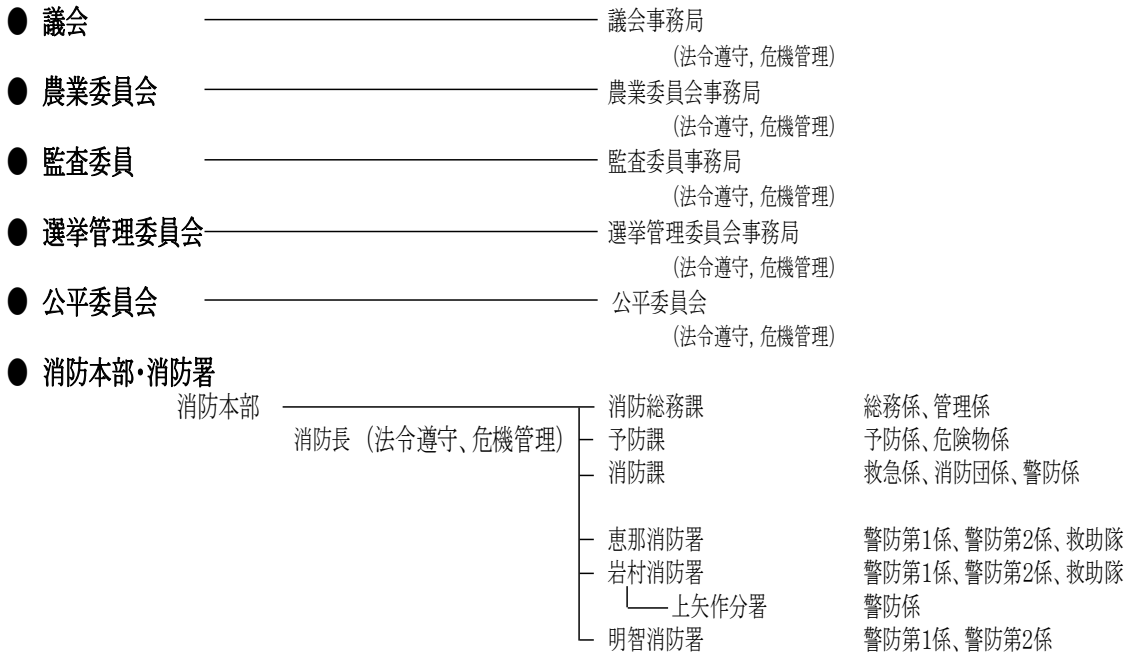 ● 議会 議会事務局
(法令遵守, 危機管理)
● 農業委員会 農業委員会事務局
(法令遵守, 危機管理)
● 監査委員 監査委員事務局
(法令遵守, 危機管理)
● 選挙管理委員会 選挙管理委員会事務局
(法令遵守, 危機管理)
● 公平委員会 公平委員会
(法令遵守, 危機管理)
● 消防本部・消防署
消防本部 消防総務課 総務係、管理係
消防長 (法令遵守、危機管理) 予防課 予防係、危険物係
消防課 救急係、消防団係、警防係
恵那消防署 警防第1係、警防第2係、救助隊
岩村消防署 警防第1係、警防第2係、救助隊
上矢作分署 警防係
明智消防署 警防第1係、警防第2係